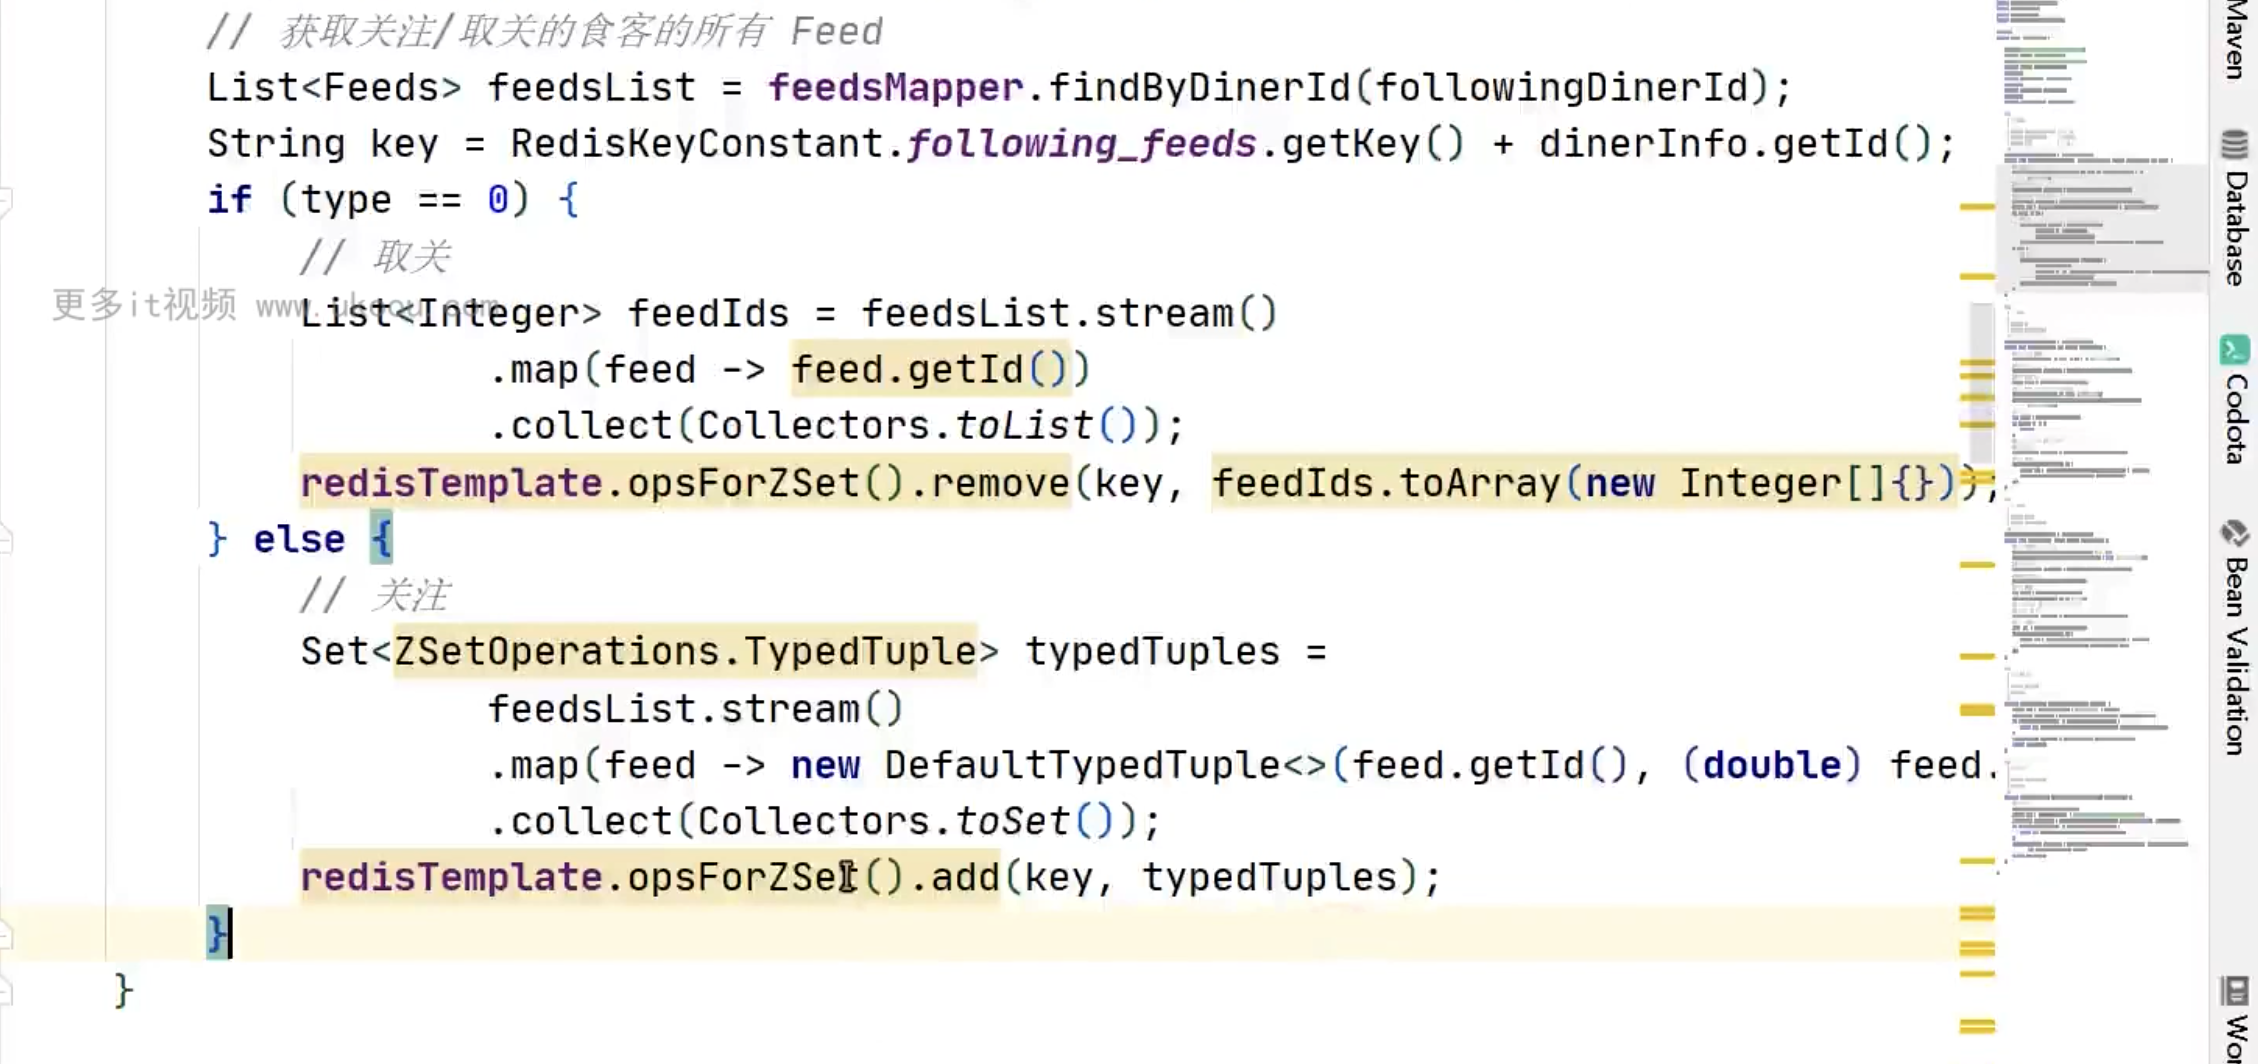 // 获取关注/取关的食客的所有 Feed
List<Feeds> feedsList = feedsMapper.findByDinerId(followingDinerId);
String key = RedisKeyConstant.following_feeds.getKey() + dinerInfo.getId();
if (type == 0) {
// 取关
更多it视频
List<Integer> feedIds = feedsList.stream()
.map(feed -> feed.getId())
.collect(Collectors.toList());
redisTemplate.opsForZSet().remove(key, feedIds.toArray(new Integer[]{}));
} else {
// 关注
Set<ZSetOperations.TypedTuple> typedTuples =
feedsList.stream()
.map(feed -> new DefaultTypedTuple<>(feed.getId(), (double) feed.
.collect(Collectors.toSet());
redisTemplate.opsForZSet().add(key, typedTuples);
}
}
Maven
Database
Codota
Bean Validation